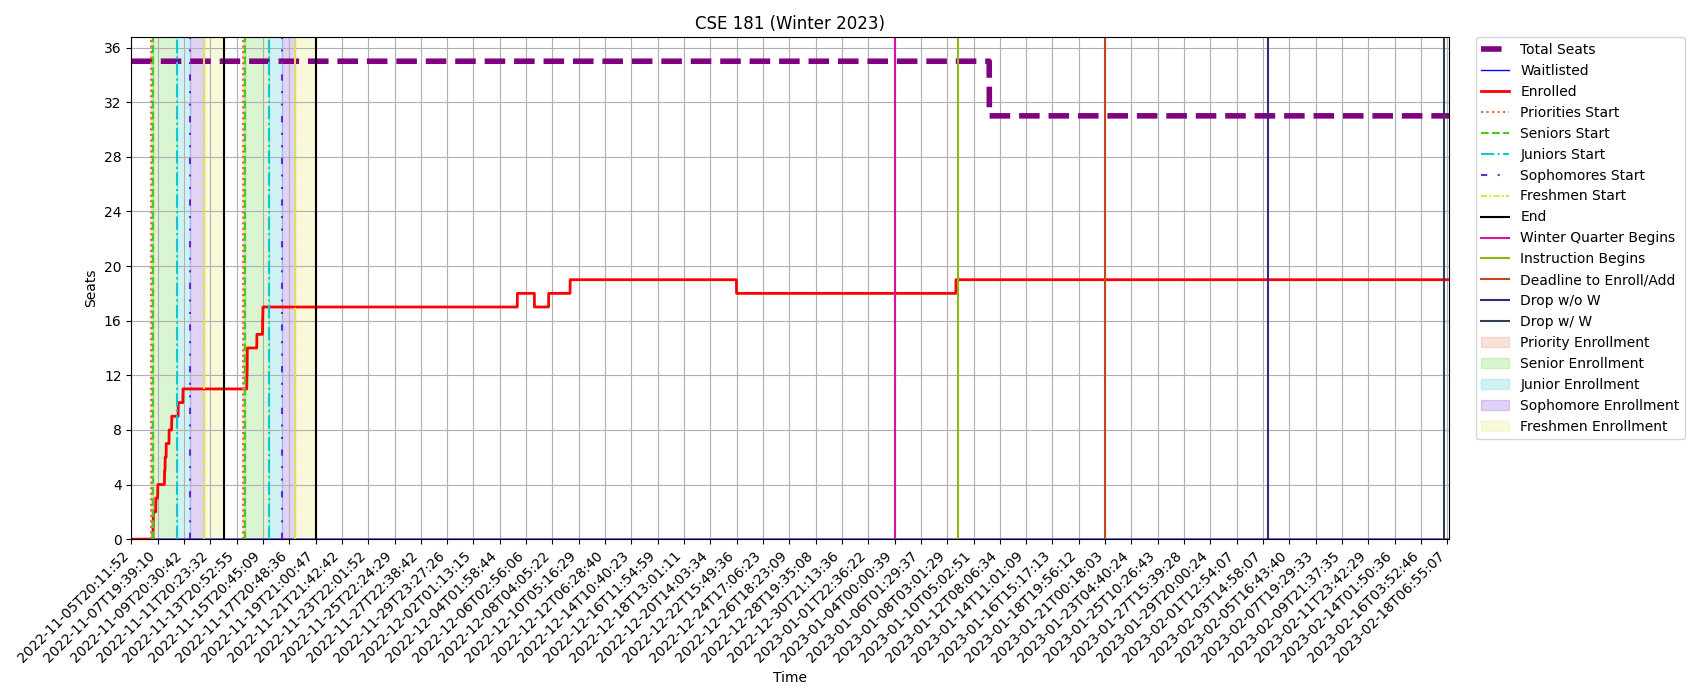 CSE 181 (Winter 2023)
Seats
36
32
28
24
20
16
12
8
4
0
2022-11-05T20:11:52
2022-11-07T19:39:10
2022-11-09T20:30:42
2022-11-11T20:23:32
2022-11-13T20:52:55
2022-11-15T20:45:09
2022-11-17T20:48:36
2022-11-19T21:00:47
2022-11-21T21:42:42
2022-11-23T22:01:52
2022-11-25T22:24:29
2022-11-27T22:38:42
2022-11-29T23:27:26
2022-12-02T01:13:15
2022-12-04T01:58:44
2022-12-06T02:56:06
2022-12-08T04:05:22
2022-12-10T05:16:29
2022-12-12T06:28:40
2022-12-14T10:40:23
2022-12-16T11:54:59
2022-12-18T13:01:11
2022-12-20T14:03:34
2022-12-22T15:49:36
2022-12-24T17:06:23
2022-12-26T18:23:09
2022-12-28T19:35:08
2022-12-30T21:13:36
2023-01-01T22:36:22
2023-01-04T00:00:39
2023-01-06T01:29:37
2023-01-08T03:01:29
2023-01-10T05:02:51
2023-01-12T08:06:34
2023-01-14T11:01:09
2023-01-16T15:17:13
2023-01-18T19:56:12
2023-01-21T00:18:03
2023-01-23T04:40:24
2023-01-25T10:26:43
2023-01-27T15:39:28
2023-01-29T20:00:24
2023-02-01T12:54:07
2023-02-03T14:58:07
2023-02-05T16:43:40
2023-02-07T19:29:33
2023-02-09T21:37:35
2023-02-11T23:42:29
2023-02-14T01:50:36
2023-02-16T03:52:46
2023-02-18T06:55:07
Time
Total Seats
Waitlisted
Enrolled
Priorities Start
Seniors Start
Juniors Start
Sophomores Start
Freshmen Start
End
Winter Quarter Begins
Instruction Begins
Deadline to Enroll/Add
Drop w/o W
Drop w/ W
Priority Enrollment
Senior Enrollment
Junior Enrollment
Sophomore Enrollment
Freshmen Enrollment